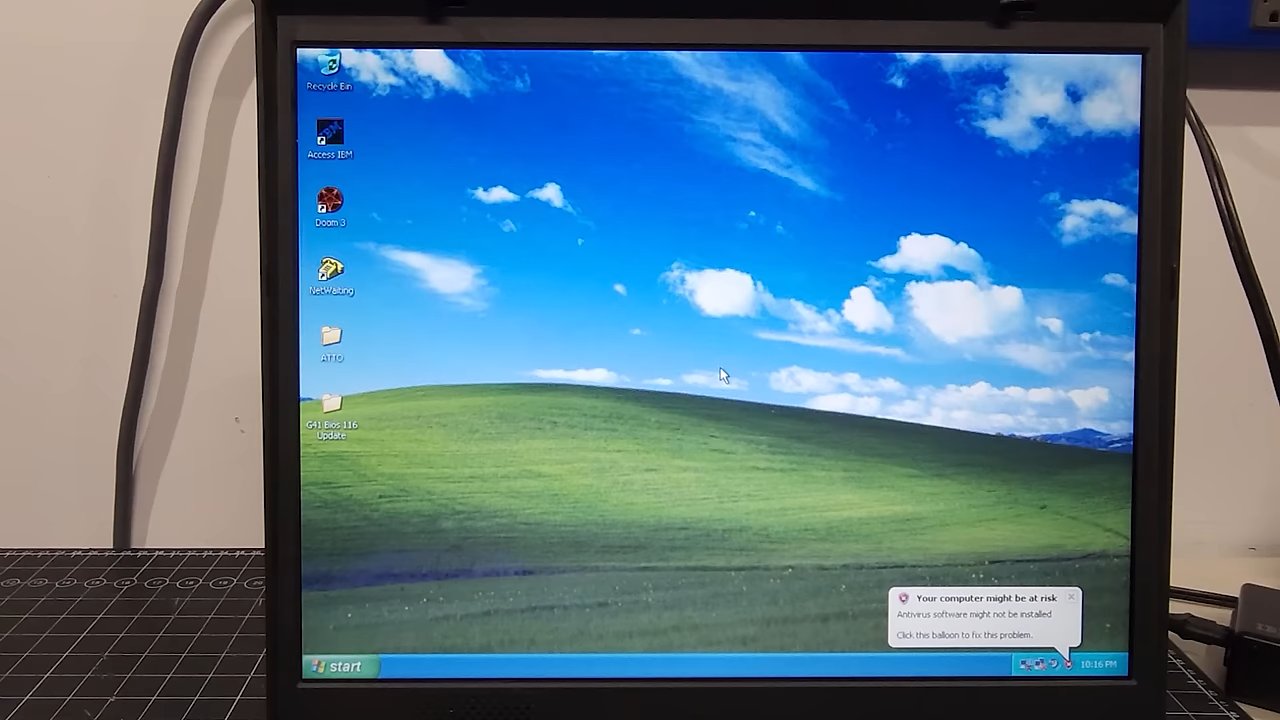 Recycle Bin
IBM
Access IBM
Doom 3
NetWaiting
ATTO
G41 Bios 116
Update
Your computer might be at risk
Antivirus software might not be installed
Click this balloon to fix this problem.
start
10:16 PM